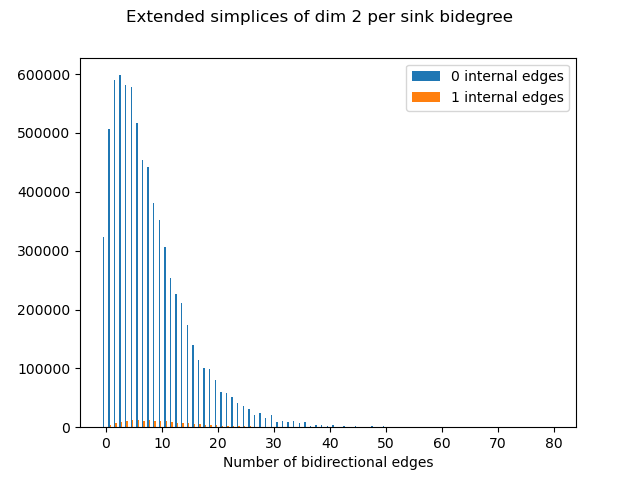 Extended simplices of dim 2 per sink bidegree
0 internal edges
1 internal edges
600000
500000
400000
300000
200000
100000
0
0 10 20 30 40 50 60 70 80
Number of bidirectional edges